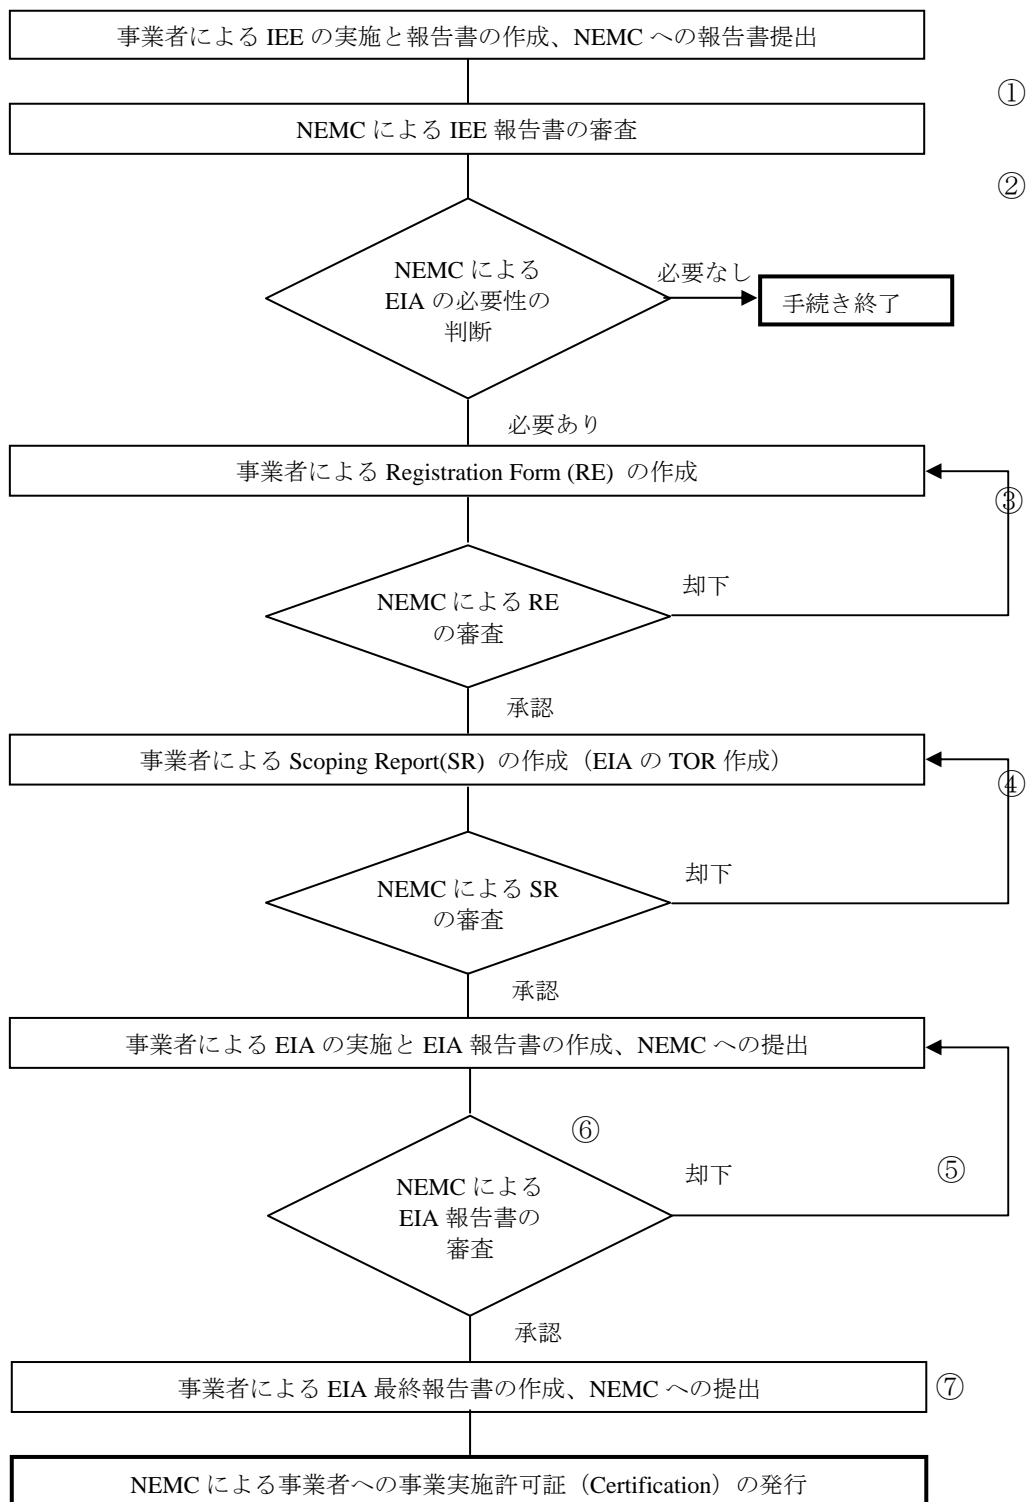 事業者による IEE の実施と報告書の作成、NEMC への報告書提出
①
NEMC による IEE 報告書の審査
②
NEMC による
EIA の必要性の
判断
必要なし
手続き終了
必要あり
事業者による Registration Form (RE) の作成
③
NEMC による RE
の審査
却下
承認
事業者による Scoping Report(SR) の作成（EIA の TOR 作成）
④
NEMC による SR
の審査
却下
承認
事業者による EIA の実施と EIA 報告書の作成、NEMC への提出
⑥
NEMC による
EIA 報告書の
審査
却下
⑤
承認
事業者による EIA 最終報告書の作成、NEMC への提出
⑦
NEMC による事業者への事業実施許可証（Certification）の発行